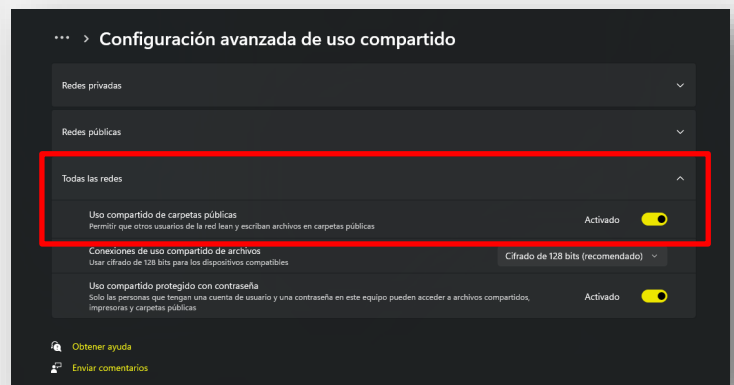 ··· > Configuración avanzada de uso compartido
Redes privadas
Redes públicas
Todas las redes
Uso compartido de carpetas públicas
Permitir que otros usuarios de la red lean y escriban archivos en carpetas públicas
Activado
Conexiones de uso compartido de archivos
Usar cifrado de 128 bits para los dispositivos compatibles
Cifrado de 128 bits (recomendado)
Uso compartido protegido con contraseña
Solo las personas que tengan una cuenta de usuario y una contraseña en este equipo pueden acceder a archivos compartidos,
impresoras y carpetas públicas
Activado
Obtener ayuda
Enviar comentarios